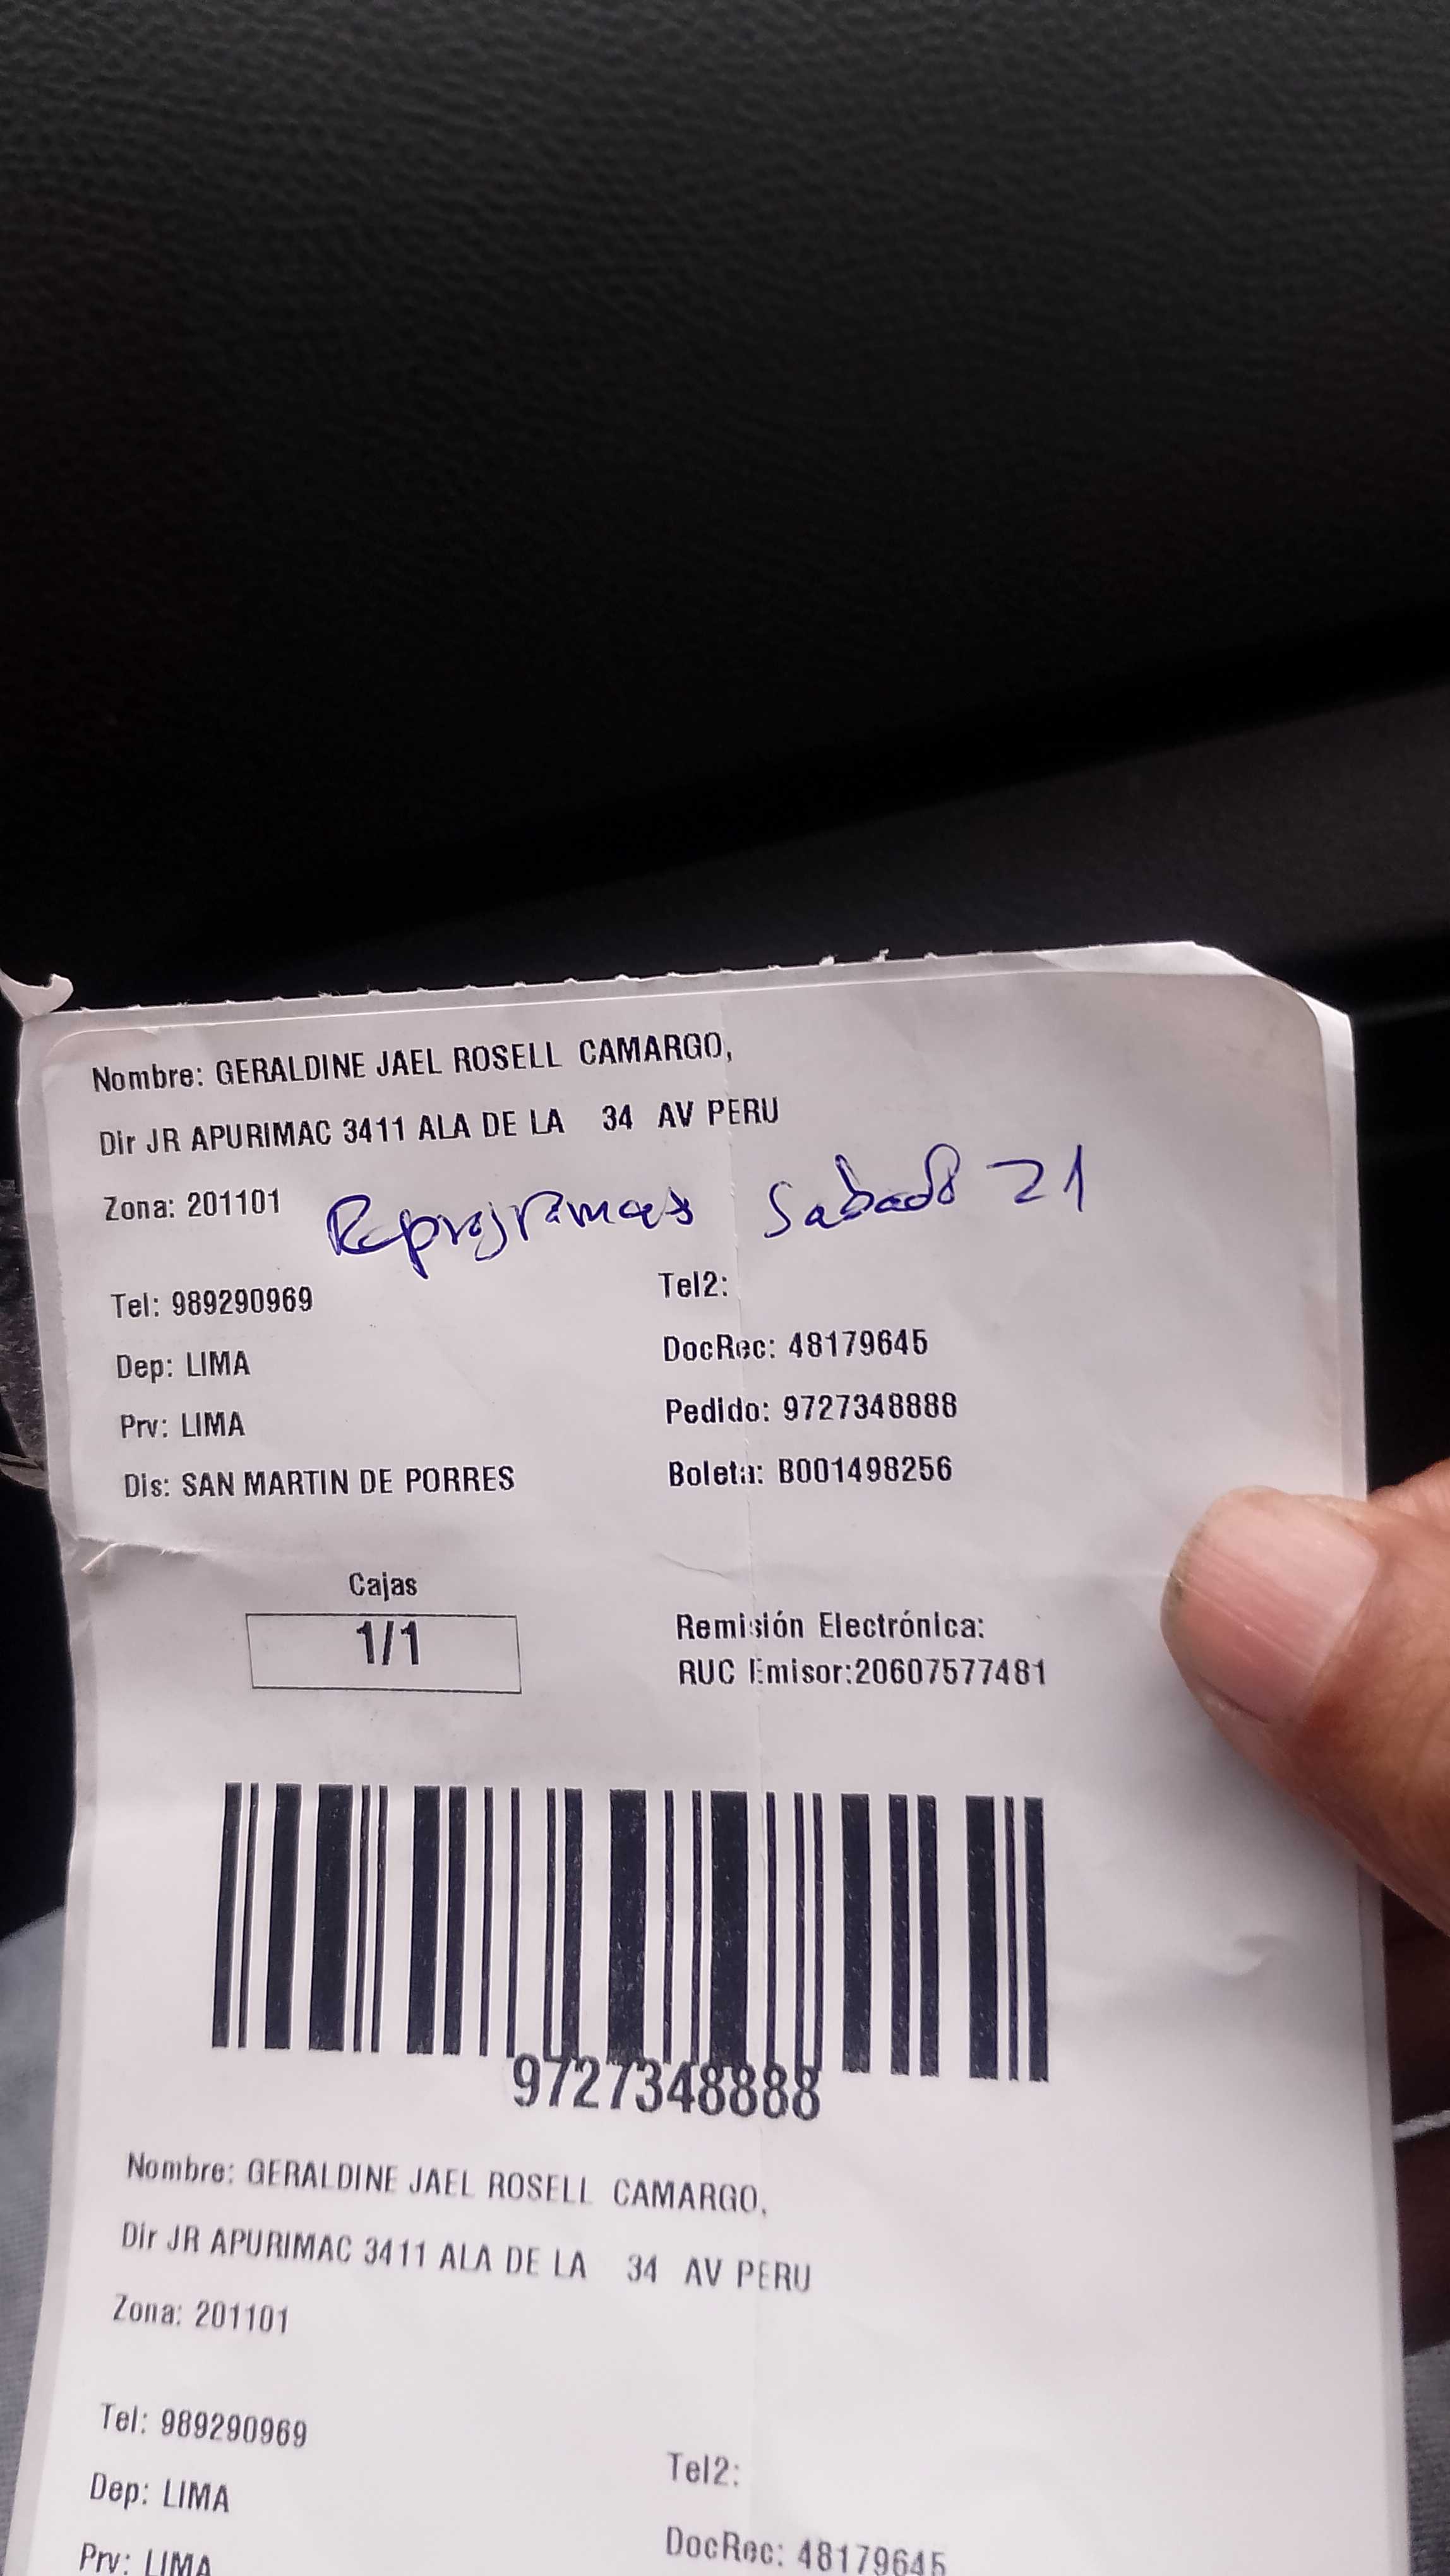 Nombre: GERALDINE JAEL ROSELL CAMARGO,
Dir JR APURIMAC 3411 ALA DE LA 34 AV PERU
Zona: 201101
Sabado 21
Tel: 989290969
Tel2:
Dep: LIMA
DocRec: 48179645
Prv: LIMA
Pedido: 9727348888
Dis: SAN MARTIN DE PORRES
Boleta: B001498256
Cajas
1/1
Remisión Electrónica:
RUC Emisor:20607577481
9727348888
Nombre: GERALDINE JAEL ROSELL CAMARGO,
Dir JR APURIMAC 3411 ALA DE LA 34 AV PERU
Zona: 201101
Tel: 989290969
Tel2:
Dep: LIMA
DocRec: 48179645
Prv: LIMA